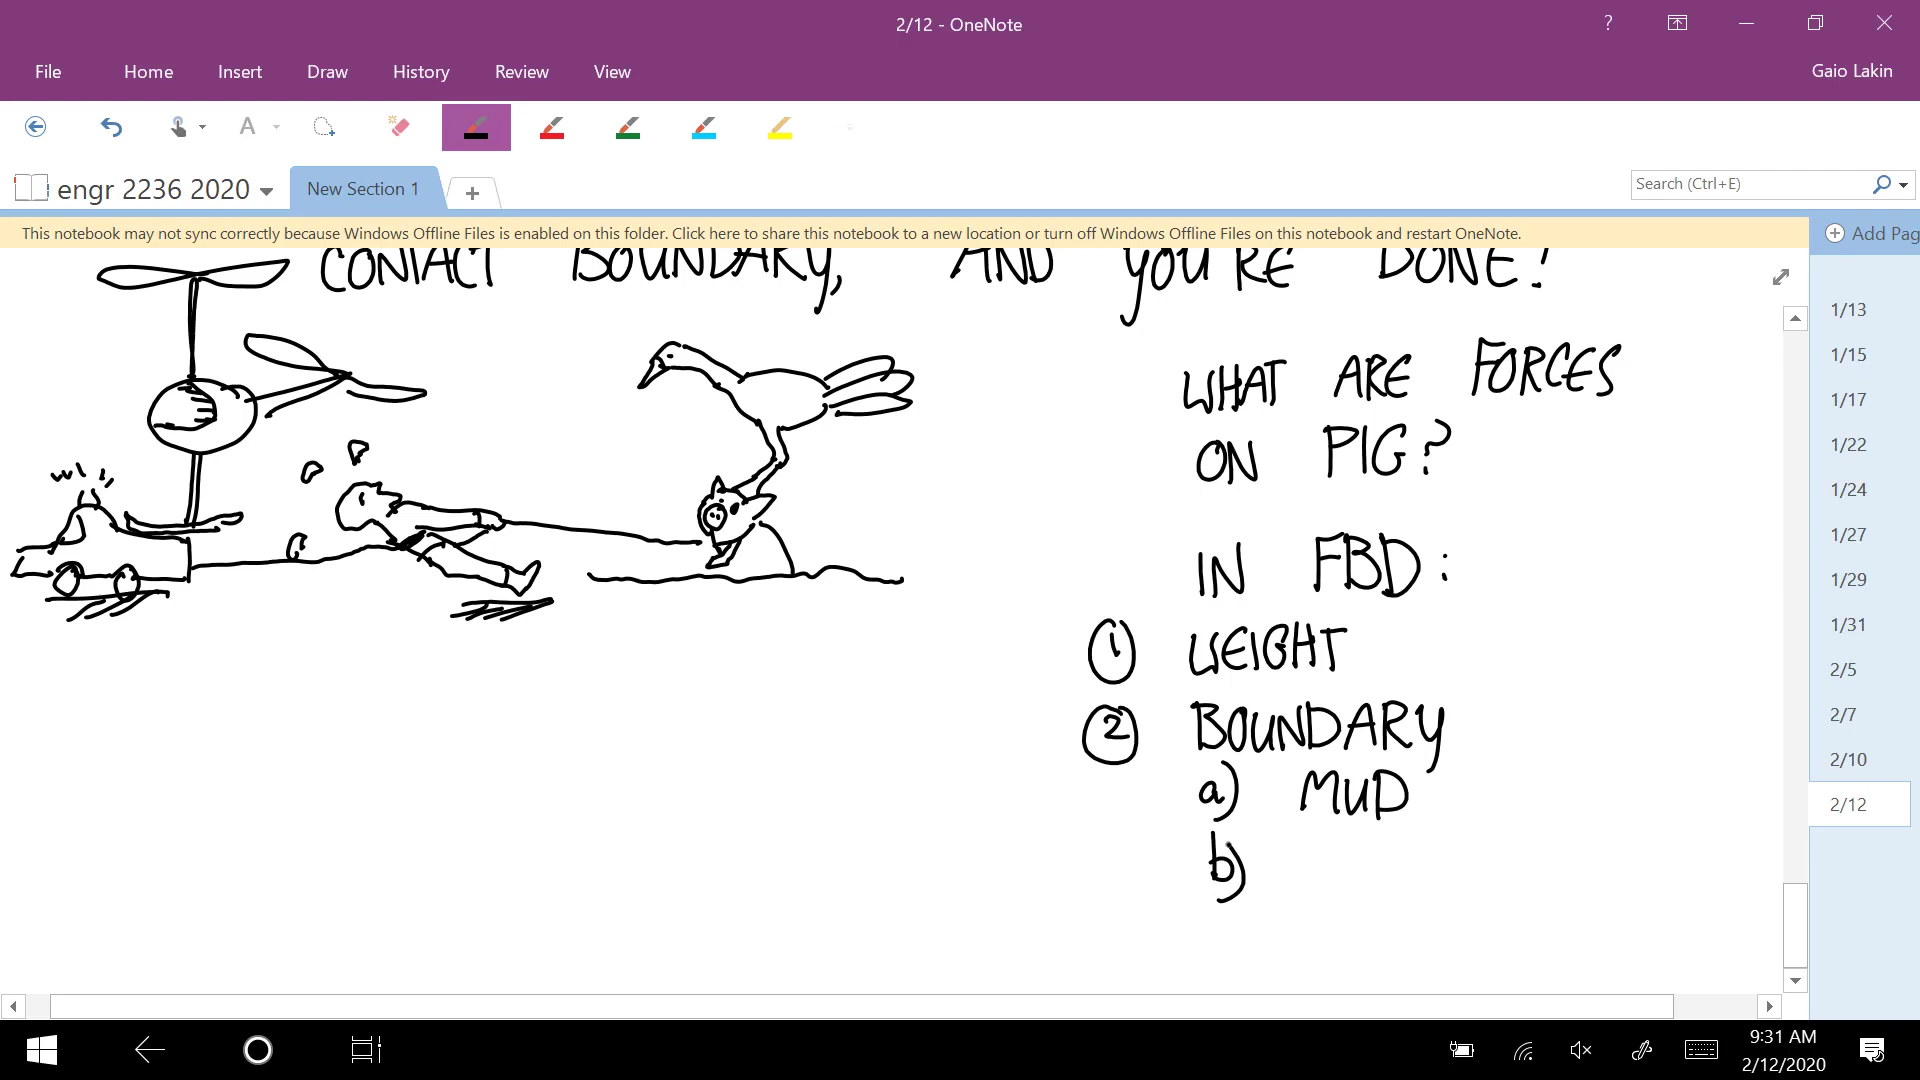 2/12 - OneNote
?
File Home Insert Draw History Review View
Gaio Lakin
A
engr 2236 2020
New Section 1
+
Search (Ctrl+E)
This notebook may not sync correctly because Windows Offline Files is enabled on this folder. Click here to share this notebook to a new location or turn off Windows Offline Files on this notebook and restart OneNote.
Add Pag
CONTACT BOUNDARY, AND YOU'RE DONE!
WHAT ARE FORCES
ON PIG?
IN FBD:
1 WEIGHT
2 BOUNDARY
a) MUD
b)
1/13
1/15
1/17
1/22
1/24
1/27
1/29
1/31
2/5
2/7
2/10
2/12
9:31 AM
2/12/2020